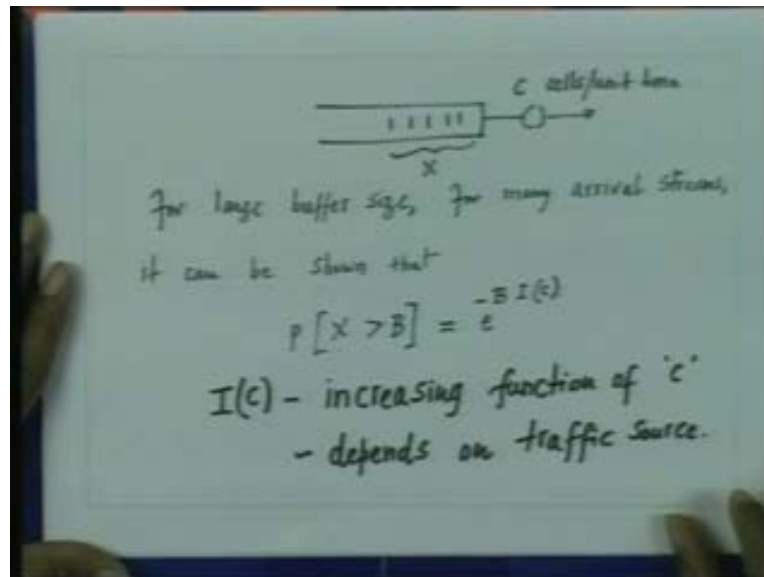 C cells/unit time
X
For large buffer size, for many arrival streams,
it can be shown that
P[X > B] = e^{-B I(c)}
I(c) - increasing function of 'c'
- depends on traffic source.